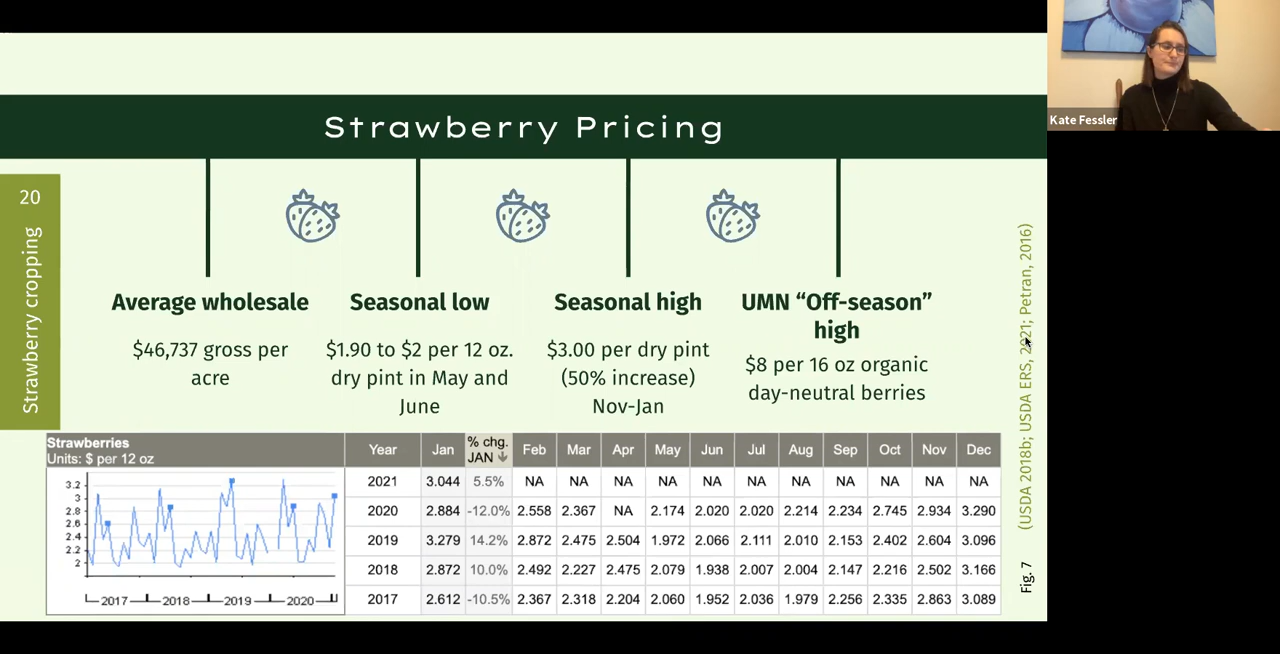 Strawberry Pricing
Kate Fessler
20
Strawberry cropping
Average wholesale
$46,737 gross per
acre
Seasonal low
$1.90 to $2 per 12 oz.
dry pint in May and
June
Seasonal high
$3.00 per dry pint
(50% increase)
Nov-Jan
UMN “Off-season”
high
$8 per 16 oz organic
day-neutral berries
Strawberries
Units: $ per 12 oz
3.2
3
2.8
2.6
2.4
2.2
2
2017 2018 2019 2020
Year Jan % chg. JAN Feb Mar Apr May Jun Jul Aug Sep Oct Nov Dec
2021 3.044 5.5% NA NA NA NA NA NA NA NA NA NA NA
2020 2.884 -12.0% 2.558 2.367 NA 2.174 2.020 2.020 2.214 2.234 2.745 2.934 3.290
2019 3.279 14.2% 2.872 2.475 2.504 1.972 2.066 2.111 2.010 2.153 2.402 2.604 3.096
2018 2.872 10.0% 2.492 2.227 2.475 2.079 1.938 2.007 2.004 2.147 2.216 2.502 3.166
2017 2.612 -10.5% 2.367 2.318 2.204 2.060 1.952 2.036 1.979 2.256 2.335 2.863 3.089
Fig. 7 (USDA 2018b; USDA ERS, 2021; Petran, 2016)